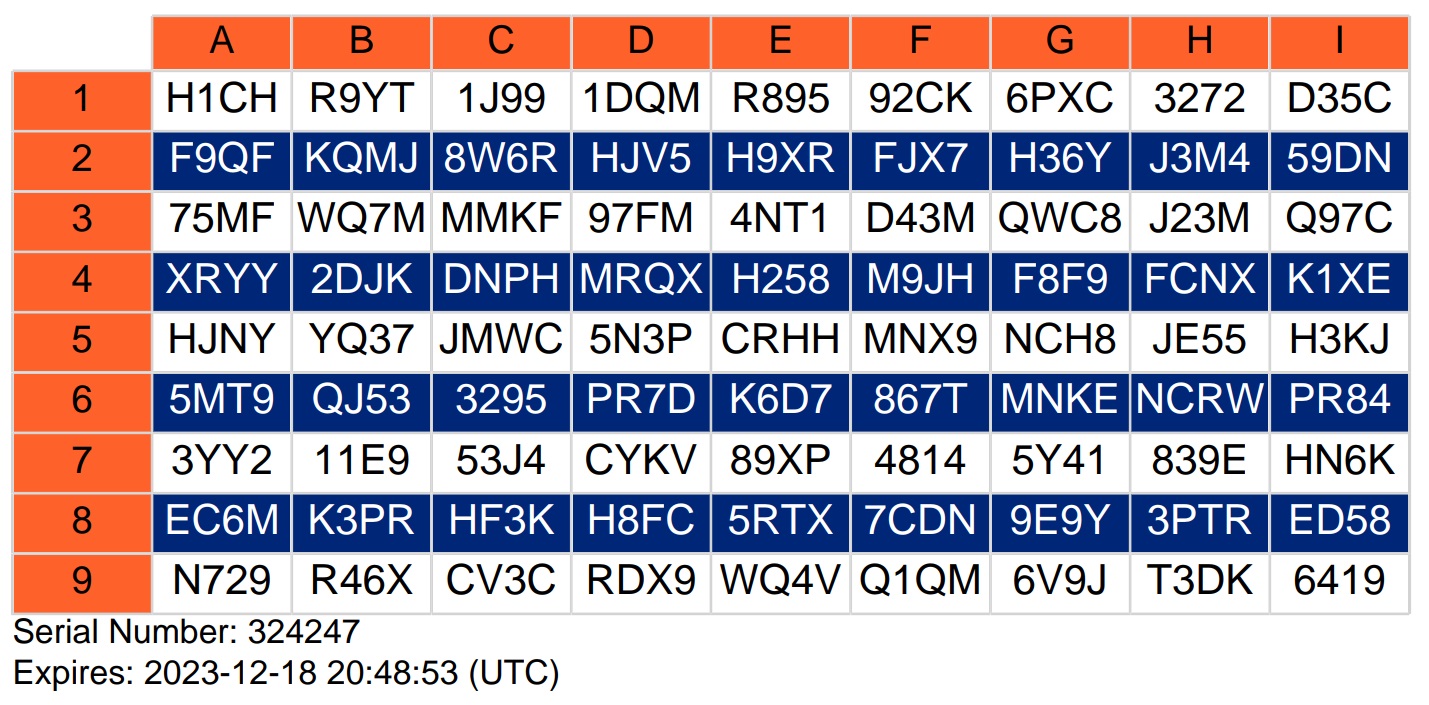 A B C D E F G H I
1 H1CH R9YT 1J99 1DQM R895 92CK 6PXC 3272 D35C
2 F9QF KQMJ 8W6R HJV5 H9XR FJX7 H36Y J3M4 59DN
3 75MF WQ7M MMKF 97FM 4NT1 D43M QWC8 J23M Q97C
4 XRYY 2DJK DNPH MRQX H258 M9JH F8F9 FCNX K1XE
5 HJNY YQ37 JMWC 5N3P CRHH MNX9 NCH8 JE55 H3KJ
6 5MT9 QJ53 3295 PR7D K6D7 867T MNKE NCRW PR84
7 3YY2 11E9 53J4 CYKV 89XP 4814 5Y41 839E HN6K
8 EC6M K3PR HF3K H8FC 5RTX 7CDN 9E9Y 3PTR ED58
9 N729 R46X CV3C RDX9 WQ4V Q1QM 6V9J T3DK 6419
Serial Number: 324247
Expires: 2023-12-18 20:48:53 (UTC)